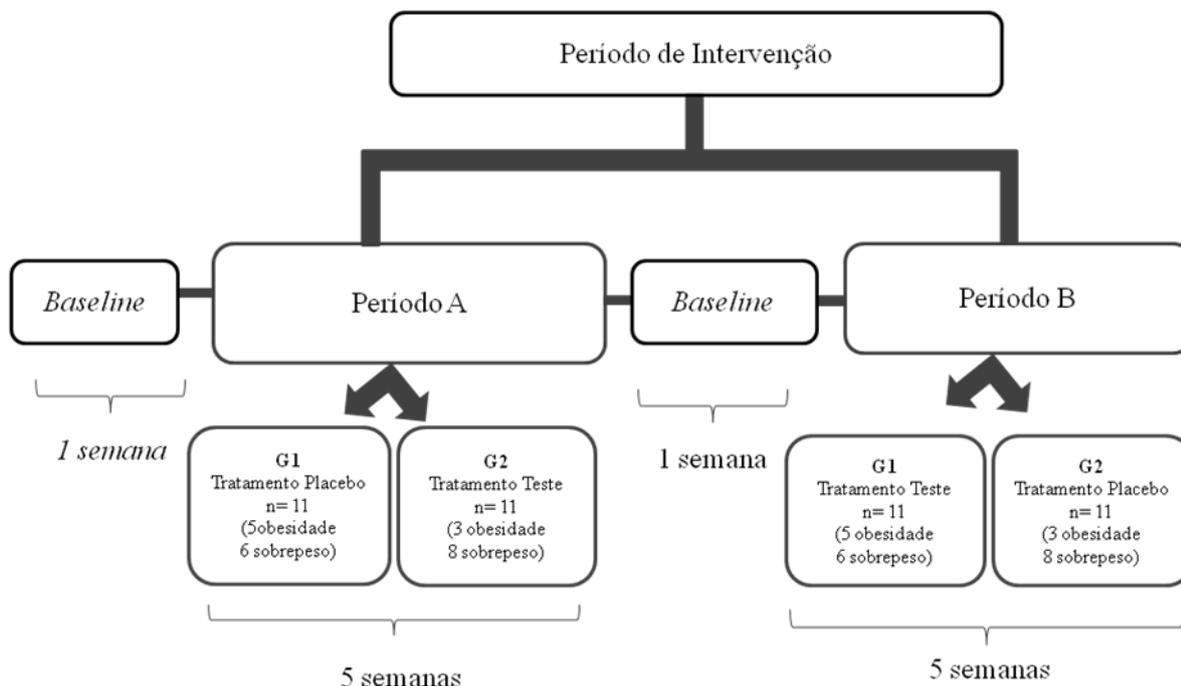 Período de Intervenção
Baseline
Período A
Baseline
Período B
1 semana
G1
Tratamento Placebo
n= 11
(5obesidade
6 sobrepeso)
G2
Tratamento Teste
n= 11
(3 obesidade
8 sobrepeso)
5 semanas
1 semana
G1
Tratamento Teste
n= 11
(5 obesidade
6 sobrepeso)
G2
Tratamento Placebo
n= 11
(3 obesidade
8 sobrepeso)
5 semanas